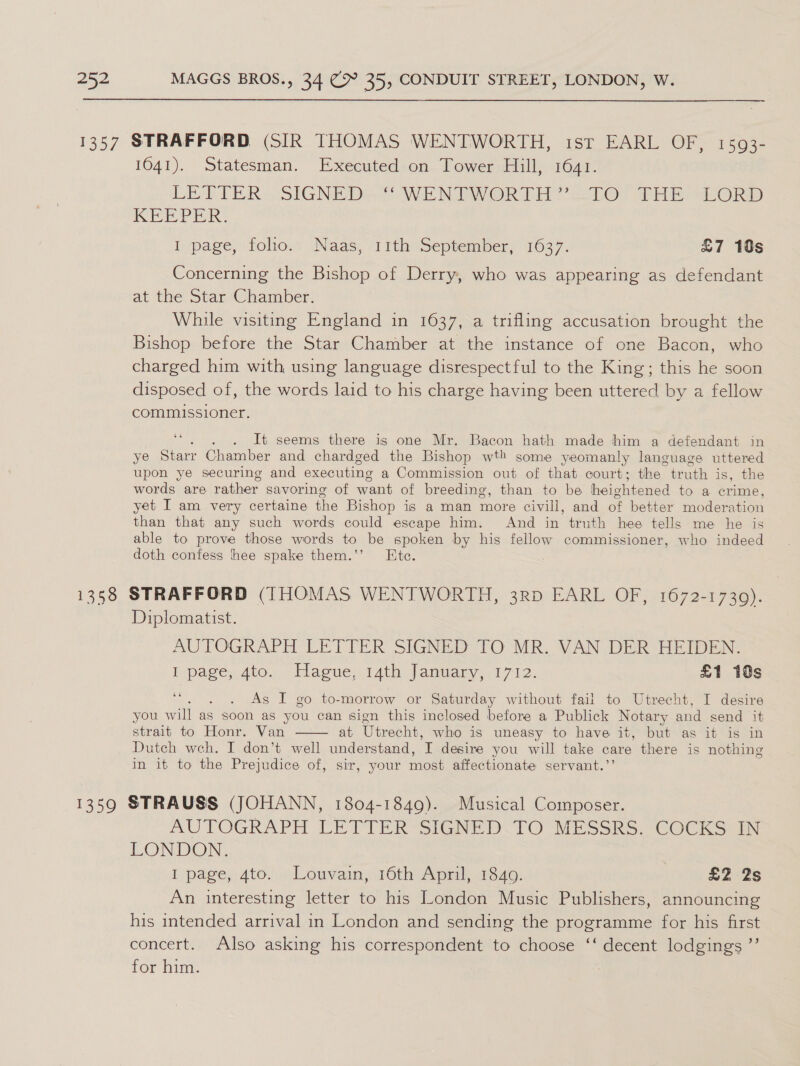 252 MAGGS BROS., 34 & 35, CONDUIT STREET, LONDON, W.
1357 STRAFFORD (SIR THOMAS WENTWORTH, 1ST EARL OF, 1593-
1641). Statesman. Executed on Tower Hill, 1641.
LETTER SIGNED “ WENTWORTH ” TO THE LORD
KEEPER.
1 page, folio. Naas, 11th September, 1637. £7 10s
Concerning the Bishop of Derry, who was appearing as defendant
at the Star Chamber.
While visiting England in 1637, a trifling accusation brought the
Bishop before the Star Chamber at the instance of one Bacon, who
charged him with using language disrespectful to the King; this he soon
disposed of, the words laid to his charge having been uttered by a fellow
commissioner.
“. . . It seems there is one Mr. Bacon hath made him a defendant in
ye Starr Chamber and chardged the Bishop wth some yeomanly language uttered
upon ye securing and executing a Commission out of that court; the truth is, the
words are rather savoring of want of breeding, than to be heightened to a crime,
yet I am very certaine the Bishop is a man more civill, and of better moderation
than that any such words could escape him. And in truth hee tells me he is
able to prove those words to be spoken by his fellow commissioner, who indeed
doth confess hee spake them.” Etc.
1358 STRAFFORD (THOMAS WENTWORTH, 3RD EARL OF, 1672-1739).
Diplomatist.
AUTOGRAPH LETTER SIGNED TO MR. VAN DER HEIDEN.
1 page, 4to. Hague, 14th January, 1712. £1 10s
“. . . As I go to-morrow or Saturday without fail to Utrecht, I desire
you will as soon as you can sign this inclosed before a Publick Notary and send it
strait to Honr. Van —— at Utrecht, who is uneasy to have it, but as it is in
Dutch wch. I don’t well understand, I desire you will take care there is nothing
in it to the Prejudice of, sir, your most affectionate servant.”
1359 STRAUSS (JOHANN, 1804-1849). Musical Composer.
AUTOGRAPH LETTER SIGNED TO MESSRS. COCKS IN
LONDON.
1 page, 4to. Louvain, 16th April, 1849. £2 2s
An interesting letter to his London Music Publishers, announcing
his intended arrival in London and sending the programme for his first
concert. Also asking his correspondent to choose “ decent lodgings ”
for him.